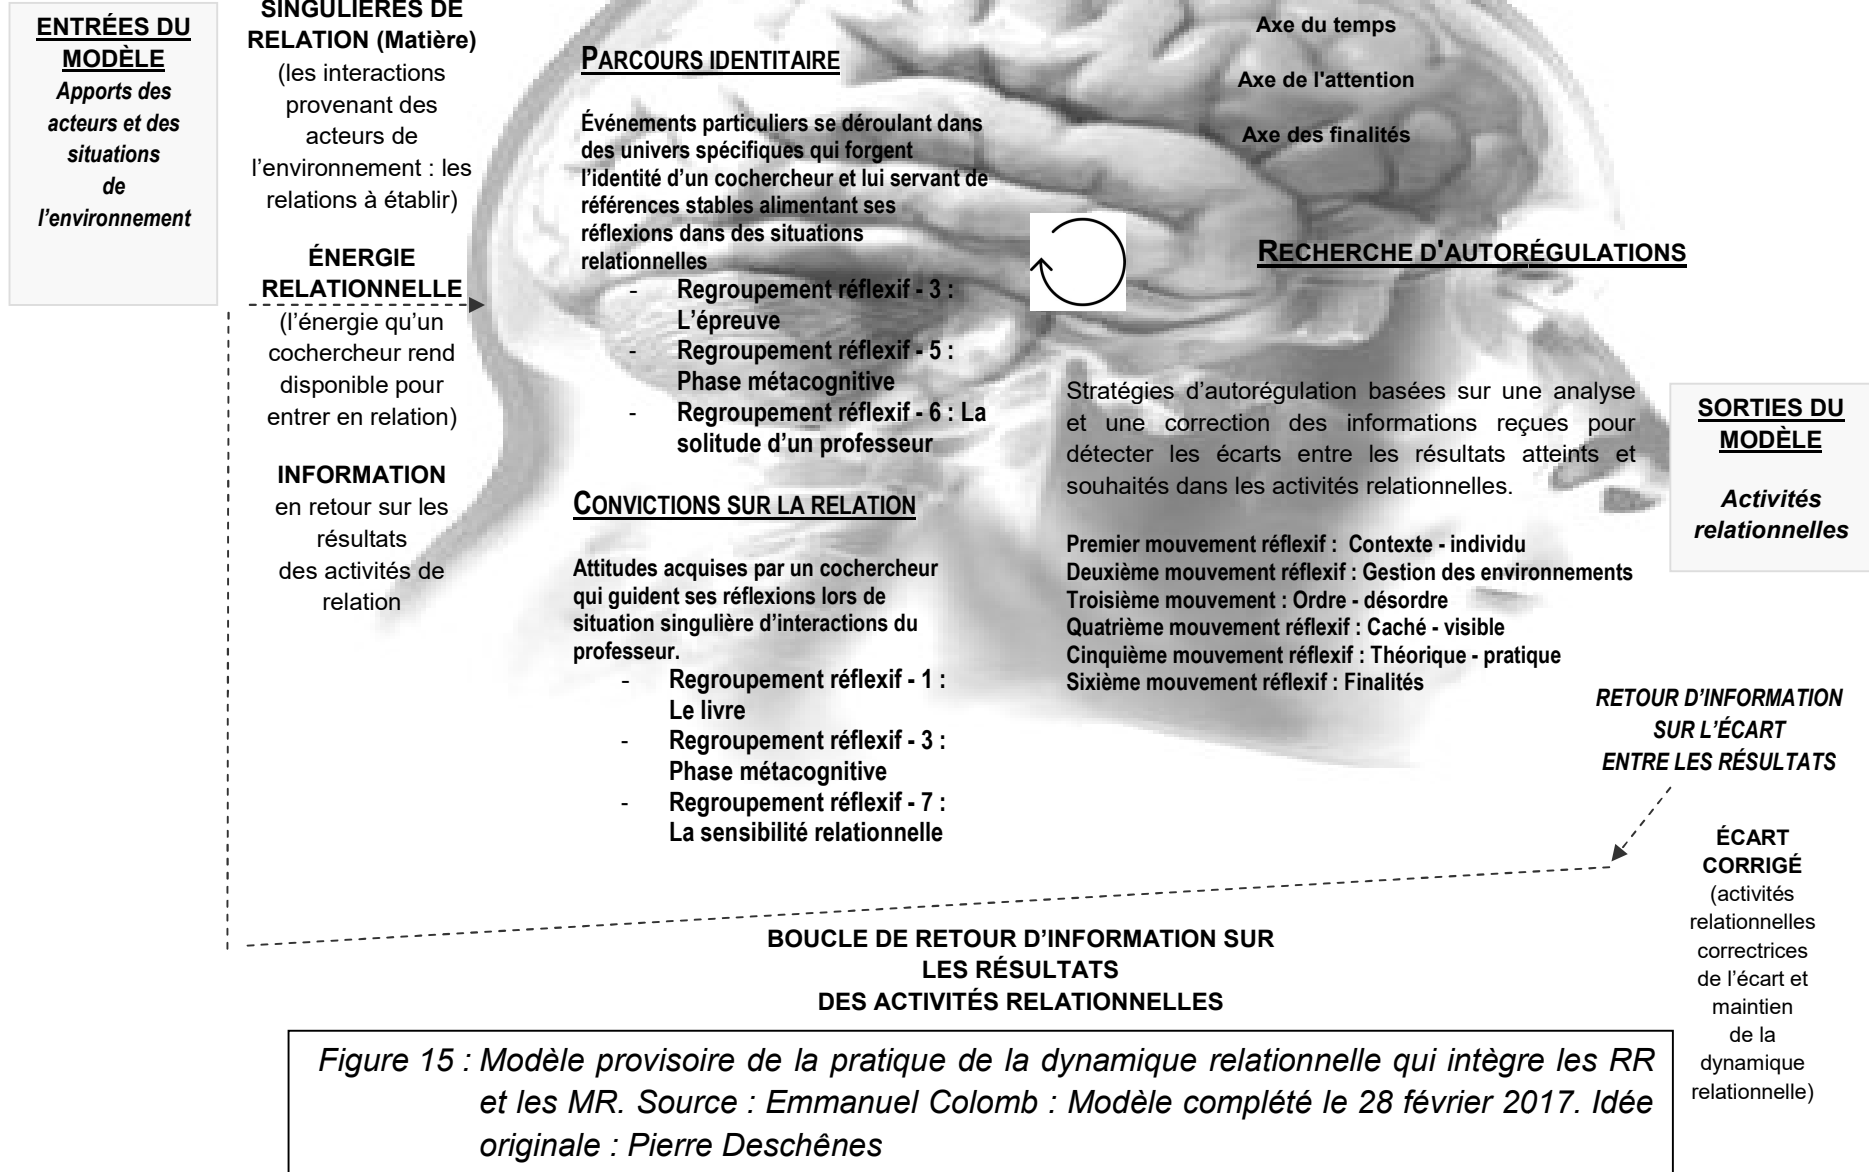 ENTRÉES DU
MODÈLE
Apports des
acteurs et des
situations
de
l’environnement
SINGULIÈRES DE
RELATION (Matière)
(les interactions
provenant des
acteurs de
l’environnement : les
relations à établir)
ÉNERGIE
RELATIONNELLE
(l’énergie qu’un
cochercheur rend
disponible pour
entrer en relation)
INFORMATION
en retour sur les
résultats
des activités de
relation
PARCOURS IDENTITAIRE
Événements particuliers se déroulant dans
des univers spécifiques qui forgent
l’identité d’un cochercheur et lui servant de
références stables alimentant ses
réflexions dans des situations
relationnelles
- Regroupement réflexif - 3 :
L’épreuve
- Regroupement réflexif - 5 :
Phase métacognitive
- Regroupement réflexif - 6 : La
solitude d’un professeur
CONVICTIONS SUR LA RELATION
Attitudes acquises par un cochercheur
qui guident ses réflexions lors de
situation singulière d’interactions du
professeur.
- Regroupement réflexif - 1 :
Le livre
- Regroupement réflexif - 3 :
Phase métacognitive
- Regroupement réflexif - 7 :
La sensibilité relationnelle
Axe du temps
Axe de l'attention
Axe des finalités
RECHERCHE D'AUTORÉGULATIONS
Stratégies d’autorégulation basées sur une analyse
et une correction des informations reçues pour
détecter les écarts entre les résultats atteints et
souhaités dans les activités relationnelles.
Premier mouvement réflexif : Contexte - individu
Deuxième mouvement réflexif : Gestion des environnements
Troisième mouvement : Ordre - désordre
Quatrième mouvement réflexif : Caché - visible
Cinquième mouvement réflexif : Théorique - pratique
Sixième mouvement réflexif : Finalités
SORTIES DU
MODÈLE
Activités
relationnelles
RETOUR D’INFORMATION
SUR L’ÉCART
ENTRE LES RÉSULTATS
ÉCART
CORRIGÉ
(activités
relationnelles
correctrices
de l’écart et
maintien
de la
dynamique
relationnelle)
BOUCLE DE RETOUR D’INFORMATION SUR
LES RÉSULTATS
DES ACTIVITÉS RELATIONNELLES
Figure 15 : Modèle provisoire de la pratique de la dynamique relationnelle qui intègre les RR
et les MR. Source : Emmanuel Colomb : Modèle complété le 28 février 2017. Idée
originale : Pierre Deschênes